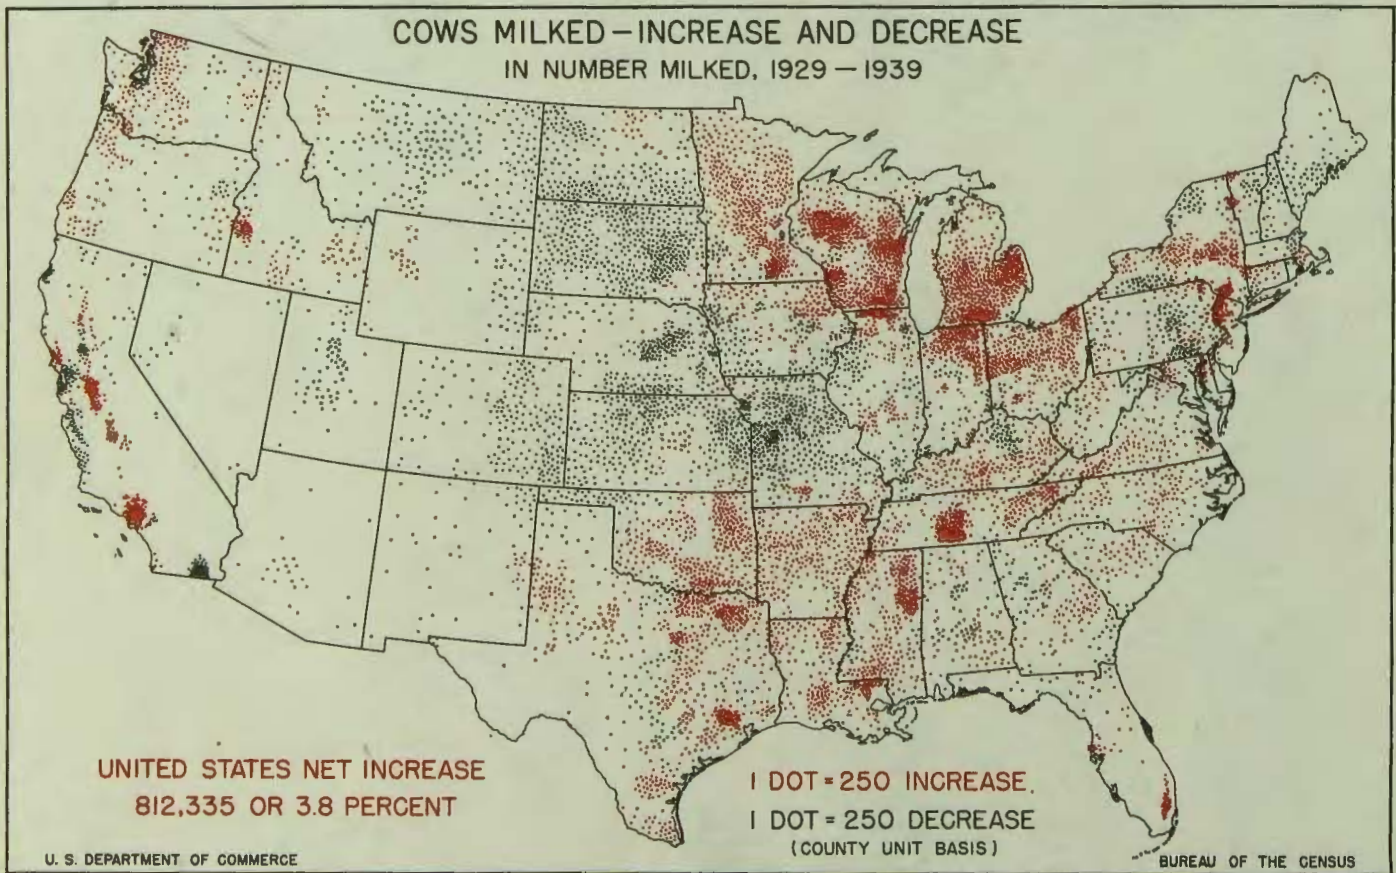 COWS MILKED – INCREASE AND DECREASE
IN NUMBER MILKED, 1929 – 1939
UNITED STATES NET INCREASE
812,335 OR 3.8 PERCENT
1 DOT = 250 INCREASE.
1 DOT = 250 DECREASE
(COUNTY UNIT BASIS)
U. S. DEPARTMENT OF COMMERCE
BUREAU OF THE CENSUS